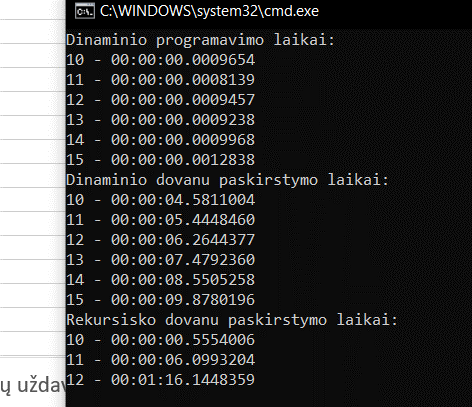 C:\WINDOWS\system32\cmd.exe
Dinaminio programavimo laikai:
10 - 00:00:00.0009654
11 - 00:00:00.0008139
12 - 00:00:00.0009457
13 - 00:00:00.0009238
14 - 00:00:00.0009968
15 - 00:00:00.0012838
Dinaminio dovanu paskirstymo laikai:
10 - 00:00:04.5811004
11 - 00:00:05.4448460
12 - 00:00:06.2644377
13 - 00:00:07.4792360
14 - 00:00:08.5505258
15 - 00:00:09.8780196
Rekursisko dovanu paskirstymo laikai:
10 - 00:00:00.5554006
11 - 00:00:06.0993204
12 - 00:01:16.1448359
ų uždav